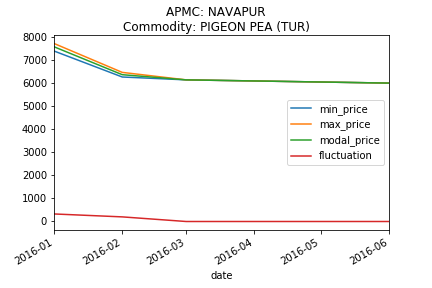 APMC: NAVAPUR
Commodity: PIGEON PEA (TUR)
8000
7000
6000
5000
4000
3000
2000
1000
0
min_price
max_price
modal_price
fluctuation
2016-01
2016-02
2016-03
2016-04
2016-05
2016-06
date